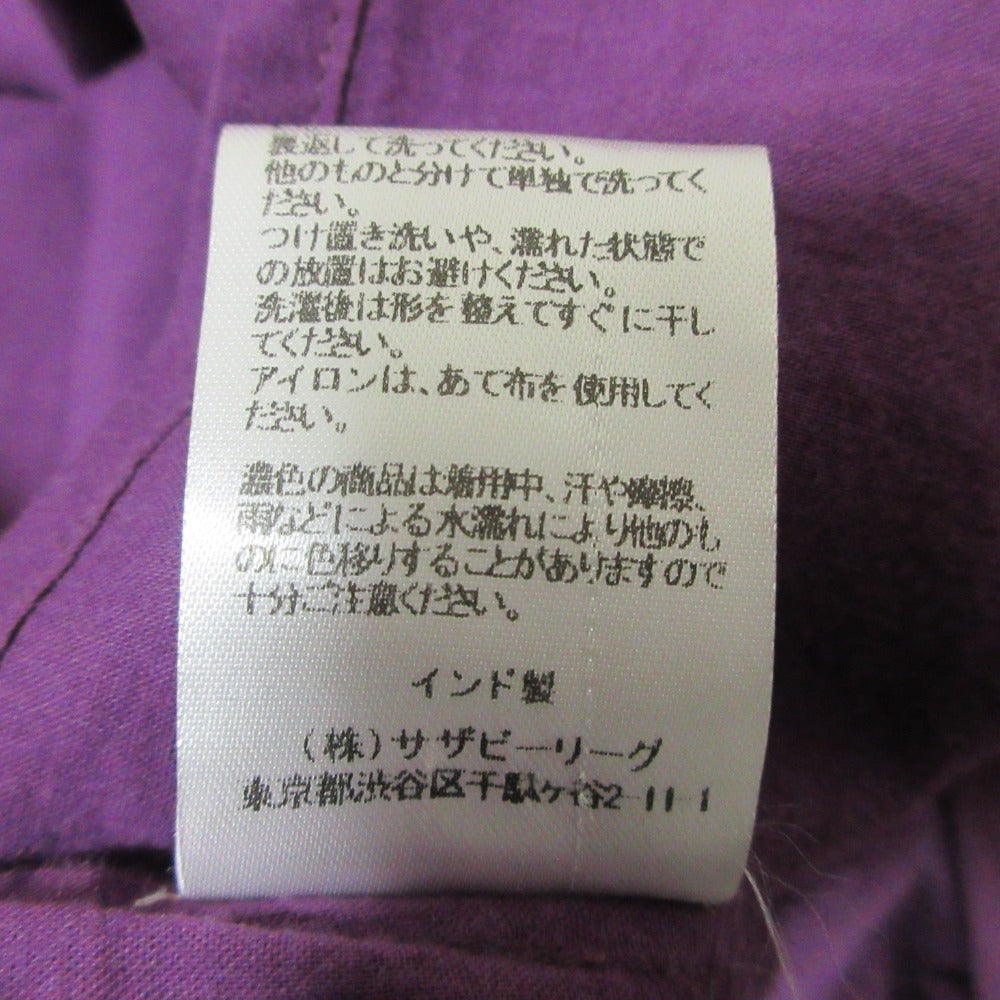 裏返して洗ってください。
他のものと分けて単独で洗ってく
ださい。
つけ置き洗いや、濡れた状態で
の放置はお避けください。
洗濯後は形を整えてすぐに干し
てください。
アイロンは、あて布を使用してく
ださい。
濃色の商品は着用中、汗や摩擦、
雨などによる水濡れにより他のも
のに色移りすることがありますので
十分ご注意ください。
インド製
（株）サザビーリーグ
東京都渋谷区千駄ヶ谷2-11-1